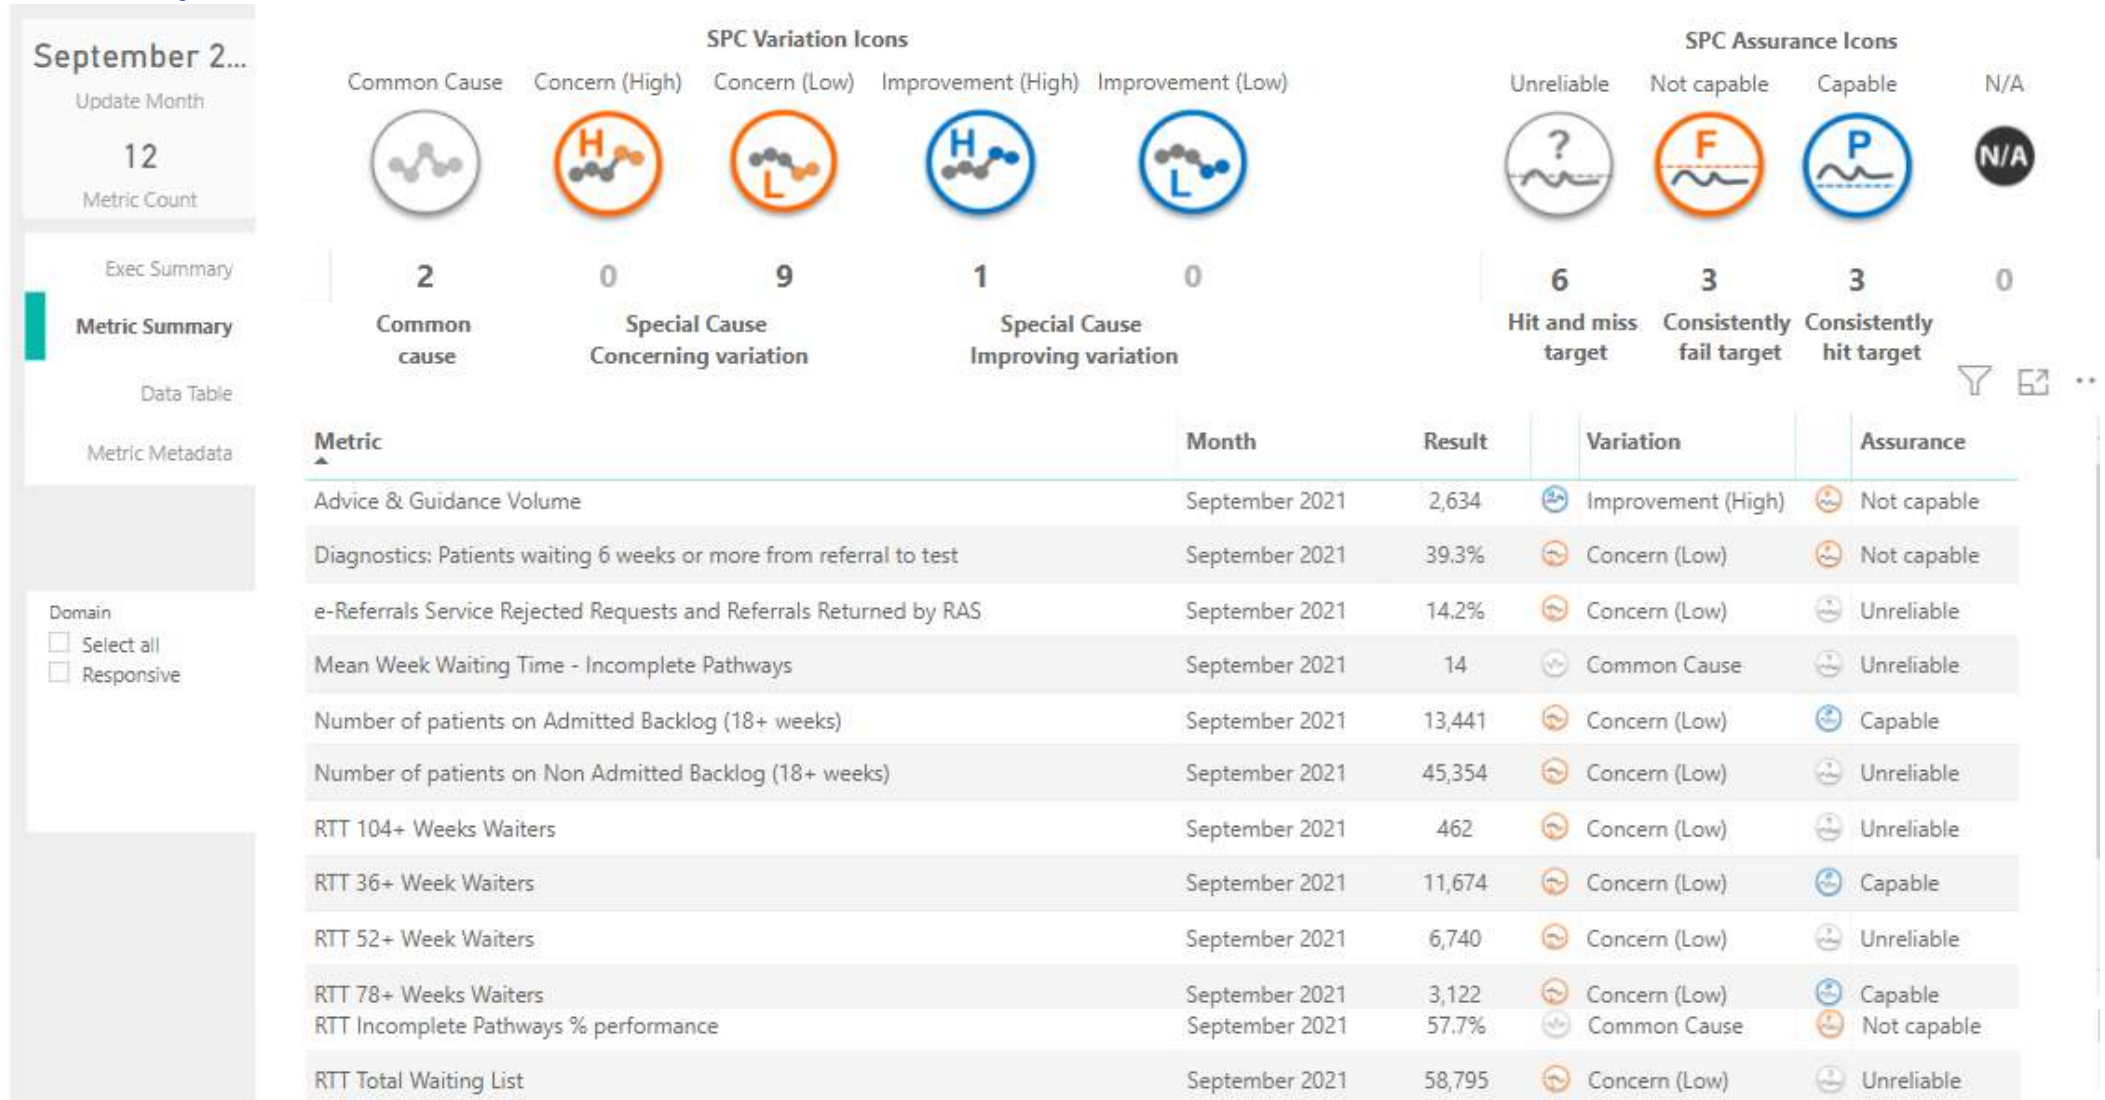 September 2...
Update Month
12
Metric Count
Exec Summary
Metric Summary
Data Table
Metric Metadata
Domain
Select all
Responsive
SPC Variation Icons
Common Cause Concern (High) Concern (Low) Improvement (High) Improvement (Low)
H L H L
2 0 9 1 0
Common cause
Special Cause
Concerning variation
Special Cause
Improving variation
SPC Assurance Icons
Unreliable Not capable Capable N/A
? F P N/A
6 3 3 0
Hit and miss target
Consistently fail target
Consistently hit target
Metric Month Result Variation Assurance
Advice & Guidance Volume September 2021 2,634 Improvement (High) Not capable
Diagnostics: Patients waiting 6 weeks or more from referral to test September 2021 39.3% Concern (Low) Not capable
e-Referrals Service Rejected Requests and Referrals Returned by RAS September 2021 14.2% Concern (Low) Unreliable
Mean Week Waiting Time - Incomplete Pathways September 2021 14 Common Cause Unreliable
Number of patients on Admitted Backlog (18+ weeks) September 2021 13,441 Concern (Low) Capable
Number of patients on Non Admitted Backlog (18+ weeks) September 2021 45,354 Concern (Low) Unreliable
RTT 104+ Weeks Waiters September 2021 462 Concern (Low) Unreliable
RTT 36+ Week Waiters September 2021 11,674 Concern (Low) Capable
RTT 52+ Week Waiters September 2021 6,740 Concern (Low) Unreliable
RTT 78+ Weeks Waiters September 2021 3,122 Concern (Low) Capable
RTT Incomplete Pathways % performance September 2021 57.7% Common Cause Not capable
RTT Total Waiting List September 2021 58,795 Concern (Low) Unreliable